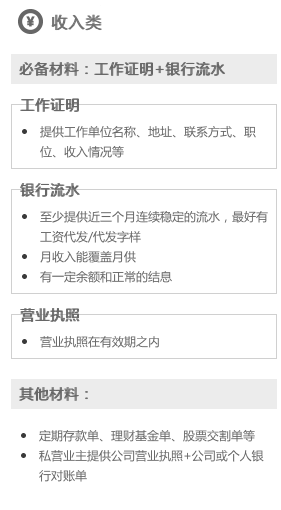 ¥ 收入类
必备材料：工作证明+银行流水
工作证明
● 提供工作单位名称、地址、联系方式、职
位、收入情况等
银行流水
● 至少提供近三个月连续稳定的流水，最好有
工资代发/代发字样
● 月收入能覆盖月供
● 有一定余额和正常的结息
营业执照
● 营业执照在有效期之内
其他材料：
● 定期存款单、理财基金单、股票交割单等
● 私营业主提供公司营业执照+公司或个人银
行对账单